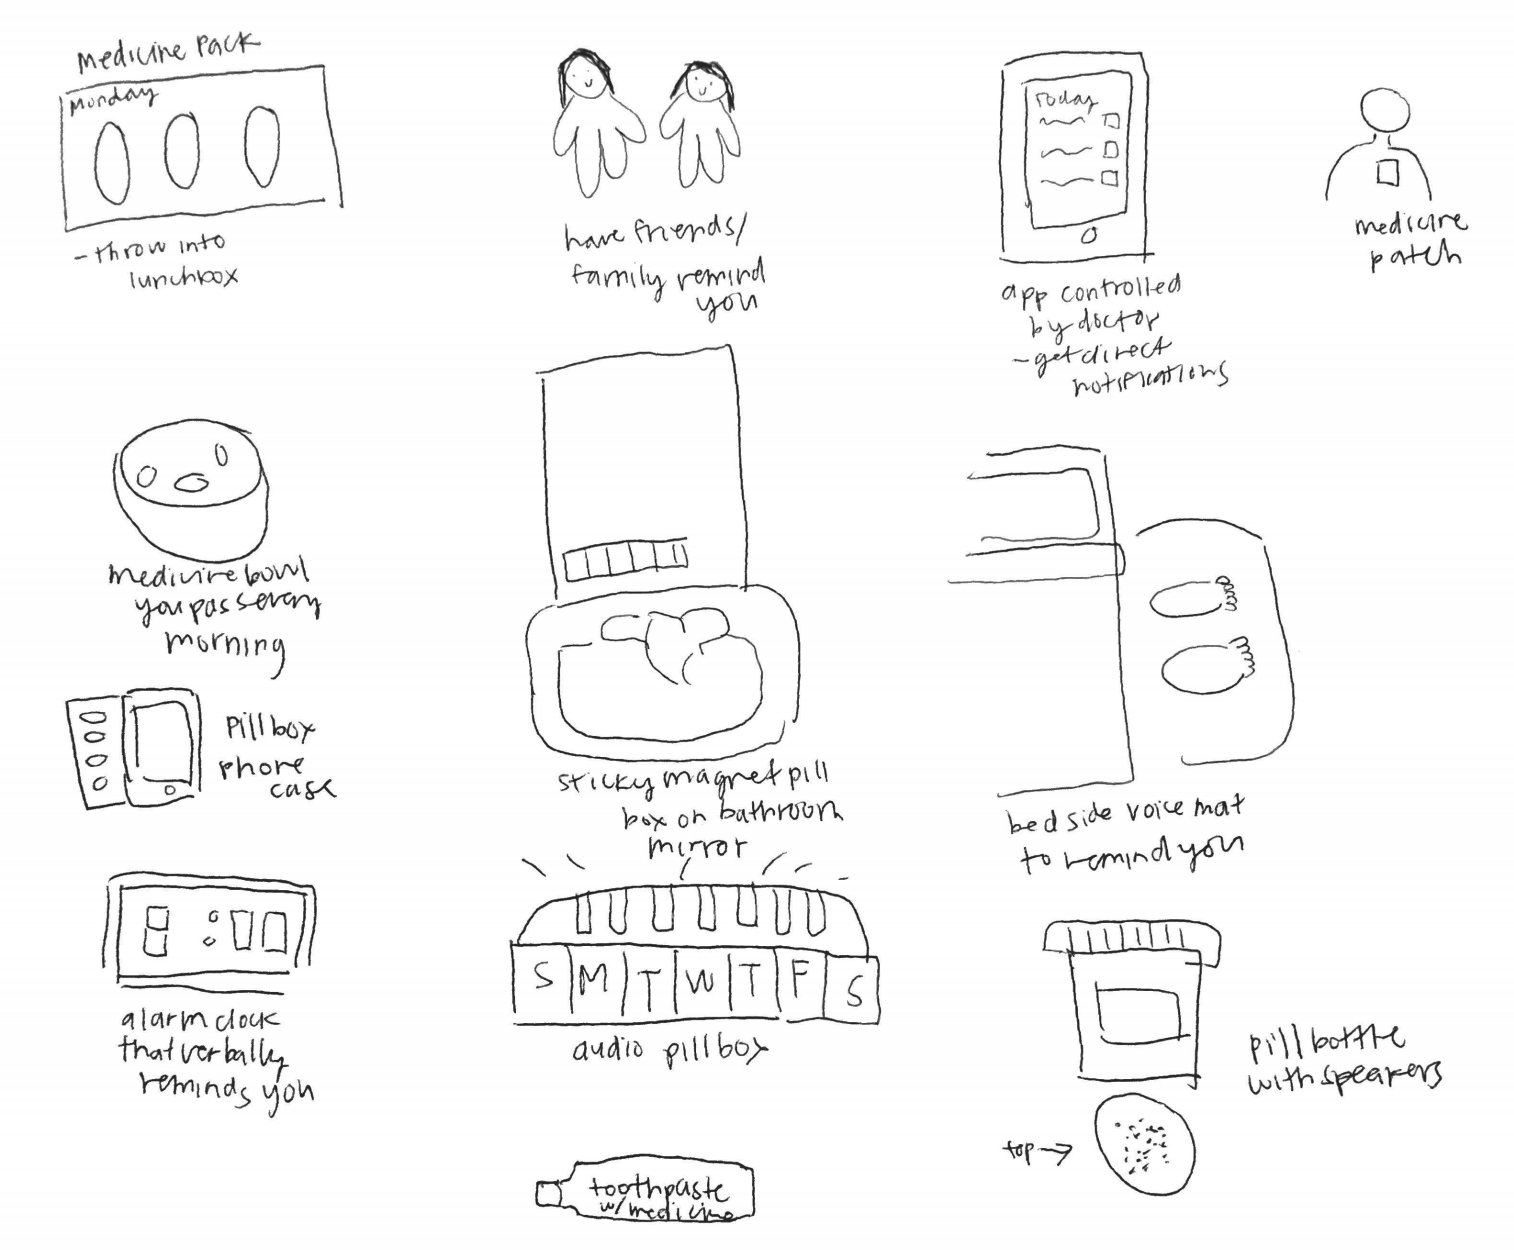 Medicine Pack
Monday
- throw into
lunchbox
have friends/
family remind
you
Today
app controlled
by doctor
- get direct
notifications
medicine
patch
medicine bowl
you pass every
morning
Pill box
phone
case
sticky magnet pill
box on bathroom
mirror
bed side voice mat
to remind you
8:00
alarm clock
that verbally
reminds you
S M T W T F S
audio pillbox
pill bottle
with speakers
top →
toothpaste
w/medicine